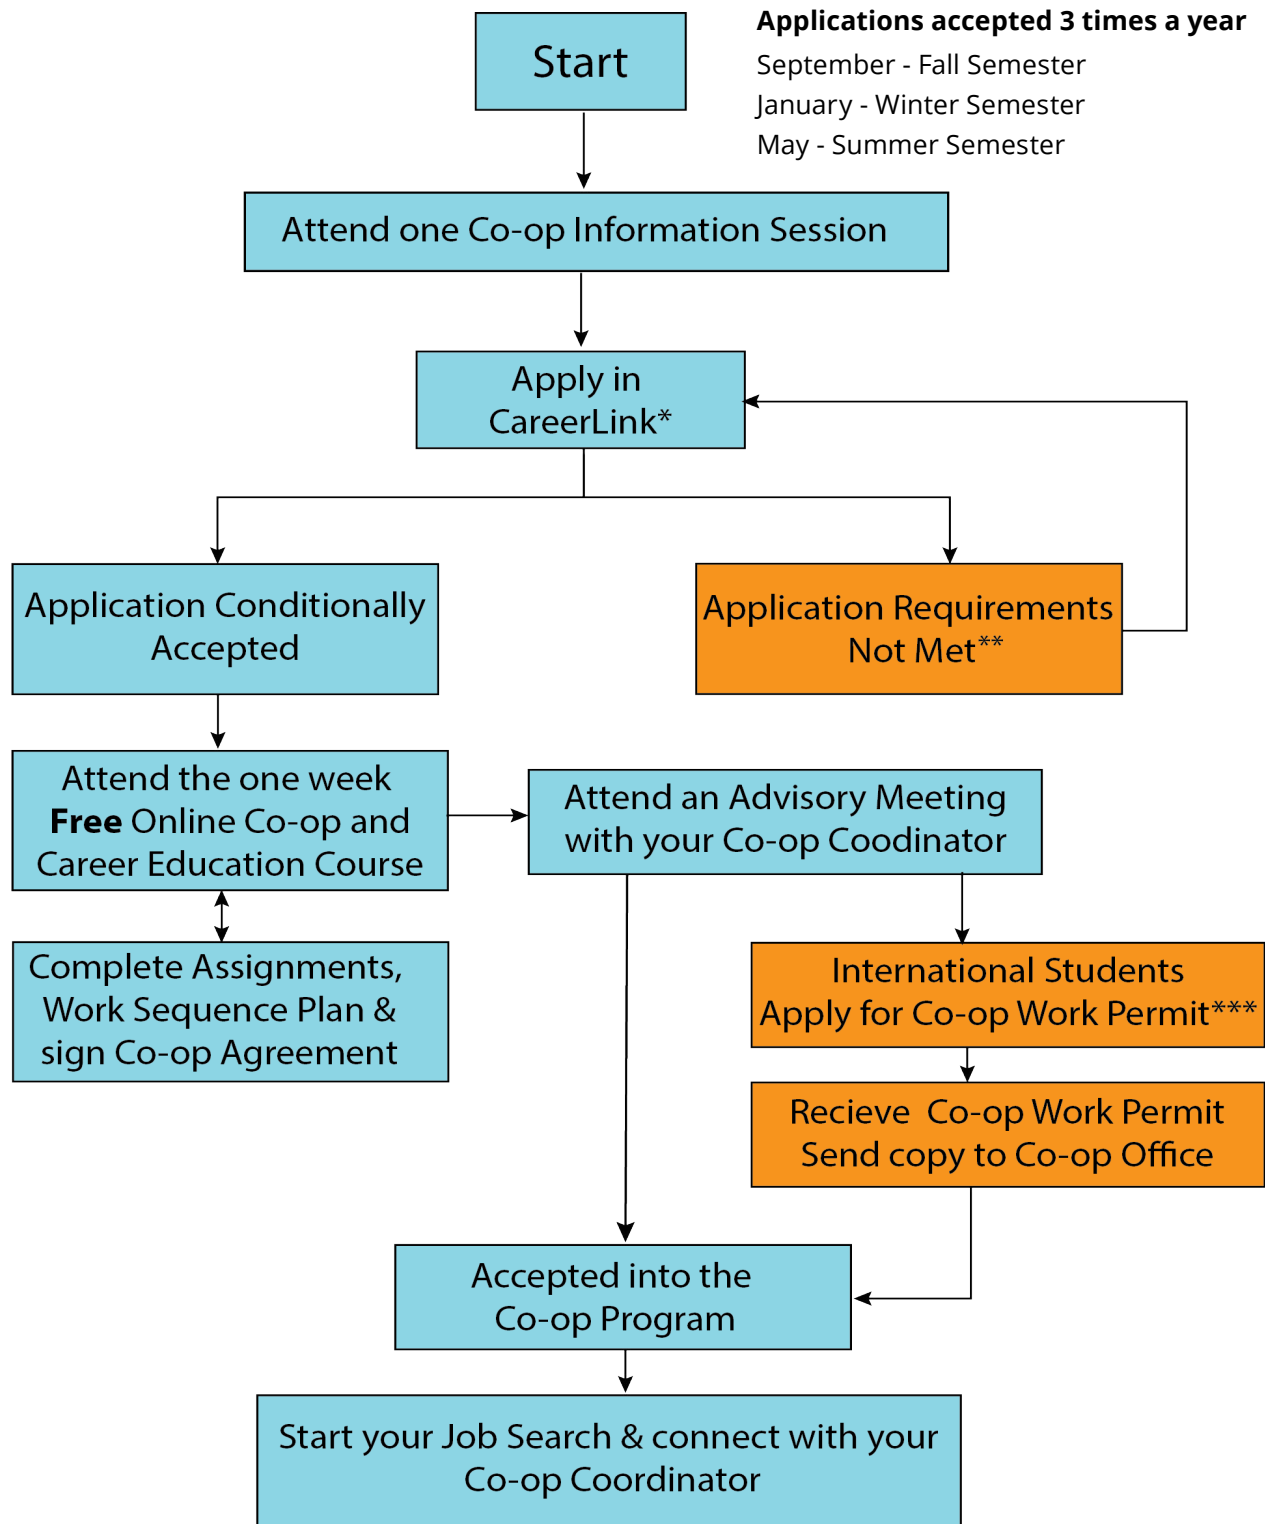 Start
Applications accepted 3 times a year
September - Fall Semester
January - Winter Semester
May - Summer Semester
Attend one Co-op Information Session
Apply in
CareerLink*
Application Conditionally
Accepted
Application Requirements
Not Met**
Attend the one week
Free Online Co-op and
Career Education Course
Attend an Advisory Meeting
with your Co-op Coodinator
Complete Assignments,
Work Sequence Plan &
sign Co-op Agreement
International Students
Apply for Co-op Work Permit***
Recieve Co-op Work Permit
Send copy to Co-op Office
Accepted into the
Co-op Program
Start your Job Search & connect with your
Co-op Coordinator